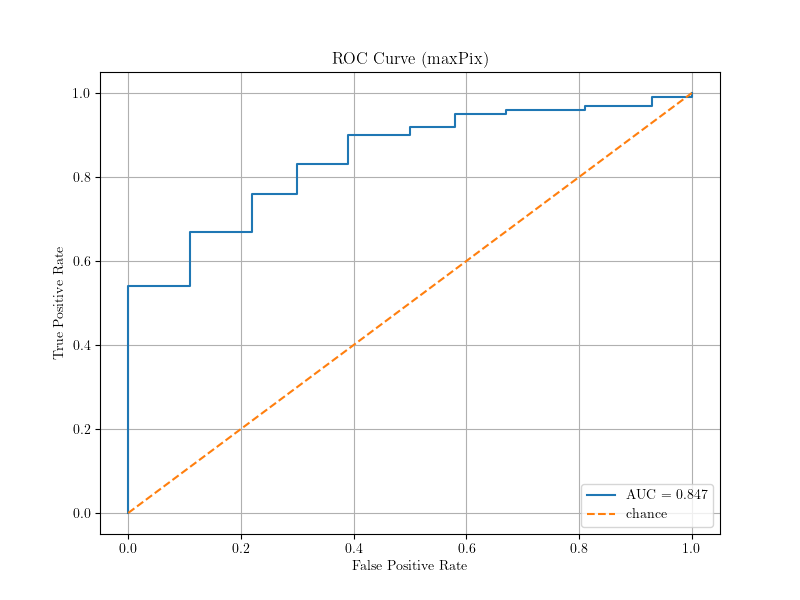 ROC Curve (maxPix)
True Positive Rate
1.0
0.8
0.6
0.4
0.2
0.0
0.0 0.2 0.4 0.6 0.8 1.0
False Positive Rate
AUC = 0.847
chance